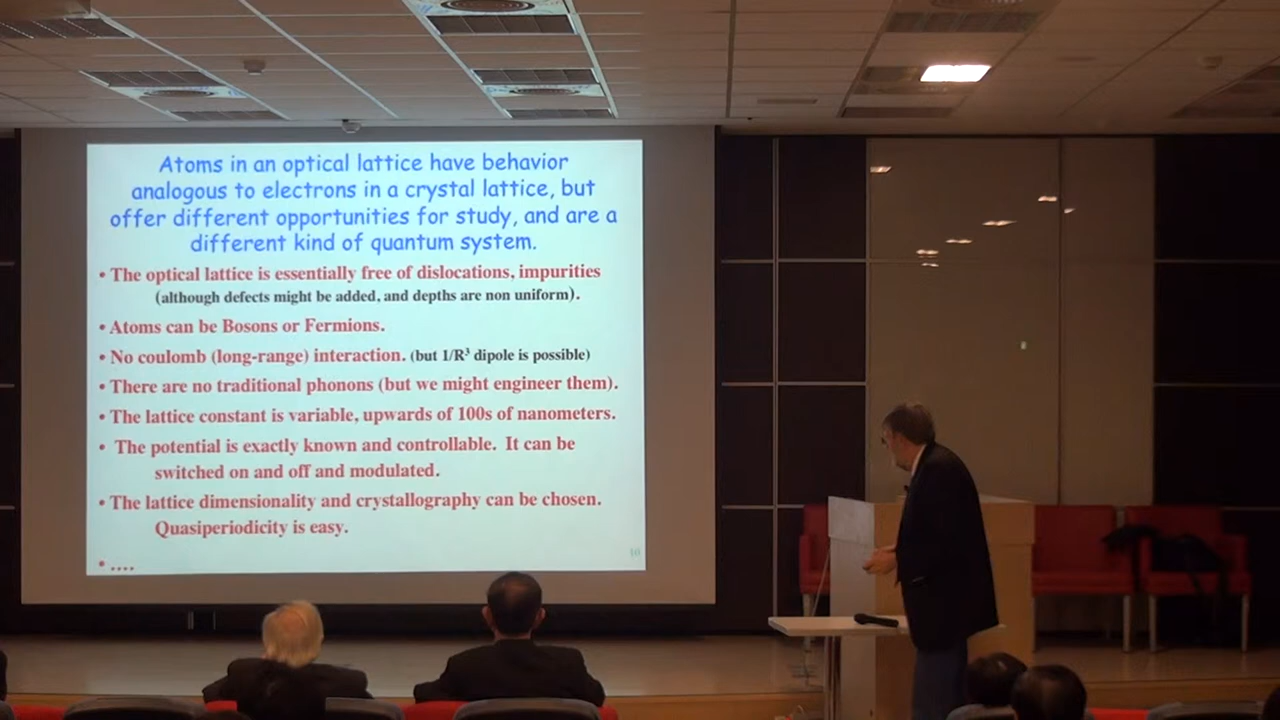 Atoms in an optical lattice have behavior
analogous to electrons in a crystal lattice, but
offer different opportunities for study, and are a
different kind of quantum system.
• The optical lattice is essentially free of dislocations, impurities
(although defects might be added, and depths are non uniform).
• Atoms can be Bosons or Fermions.
• No coulomb (long-range) interaction. (but 1/R³ dipole is possible)
• There are no traditional phonons (but we might engineer them).
• The lattice constant is variable, upwards of 100s of nanometers.
• The potential is exactly known and controllable. It can be
switched on and off and modulated.
• The lattice dimensionality and crystallography can be chosen.
Quasiperiodicity is easy.
• ....
10